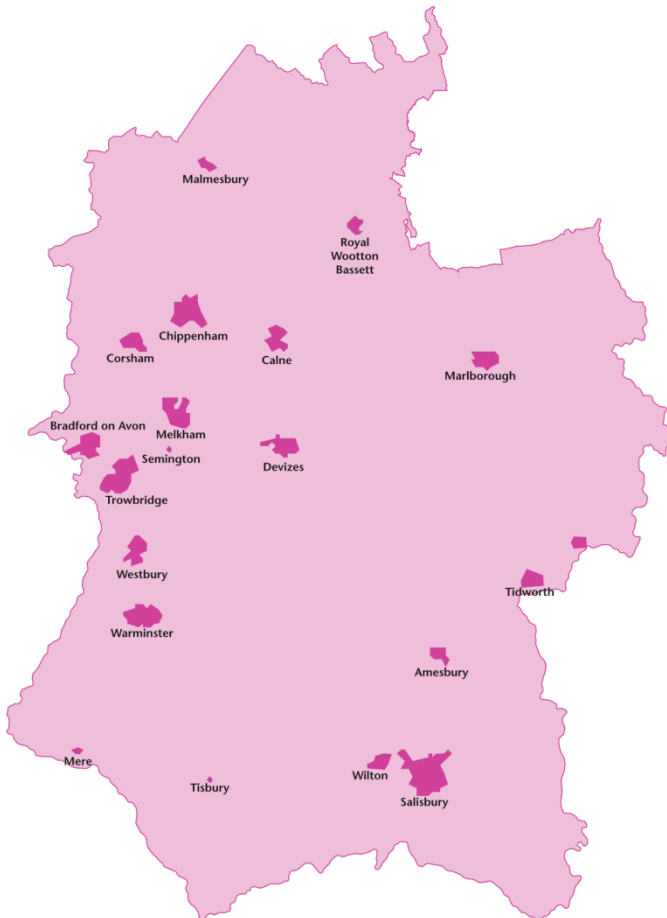 Malmesbury
Royal
Wootton
Bassett
Chippenham
Corsham
Calne
Marlborough
Bradford on Avon
Melkham
Semington
Devizes
Trowbridge
Westbury
Tidworth
Warminster
Amesbury
Mere
Tisbury
Wilton
Salisbury